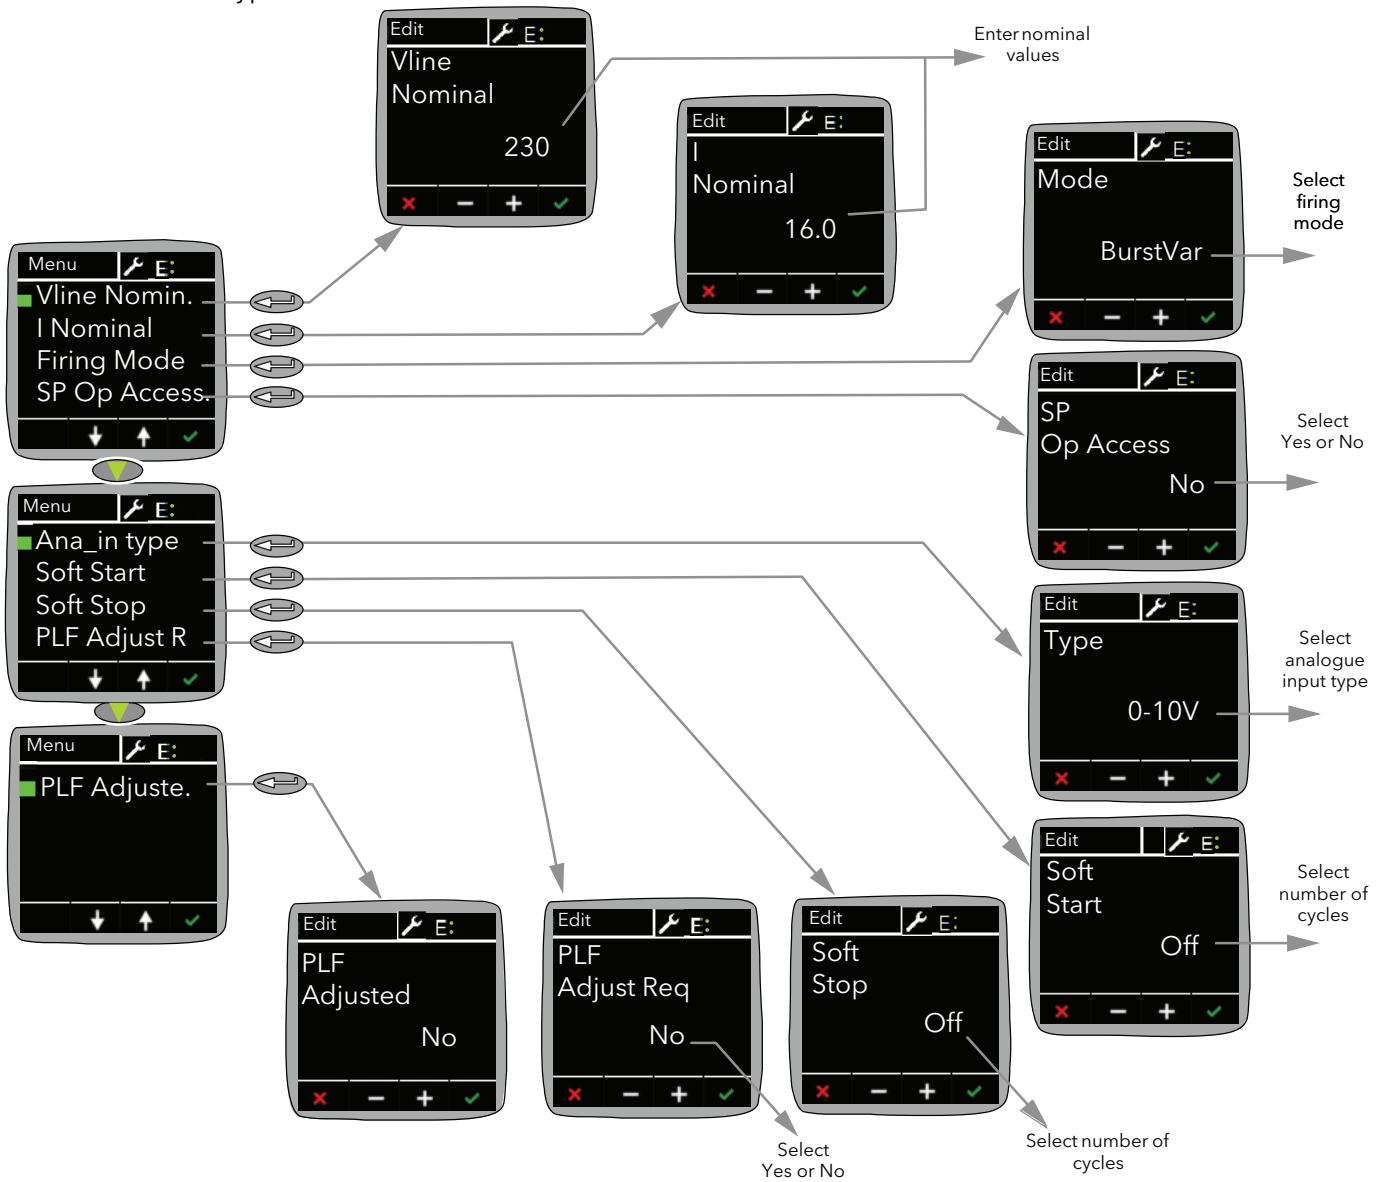 Edit
E:
Vline
Nominal
230
Enter nominal
values
Edit
E:
I
Nominal
16.0
Edit
E:
Mode
BurstVar
Select
firing
mode
Menu
E:
Vline Nomin.
I Nominal
Firing Mode
SP Op Access.
Edit
E:
SP
Op Access
No
Select
Yes or No
Menu
E:
Ana_in type
Soft Start
Soft Stop
PLF Adjust R
Edit
E:
Type
0-10V
Select
analogue
input type
Menu
E:
PLF Adjuste.
Edit
E:
Soft
Start
Off
Select
number of
cycles
Edit
E:
PLF
Adjusted
No
Edit
E:
PLF
Adjust Req
No
Select
Yes or No
Edit
E:
Soft
Stop
Off
Select number of
cycles